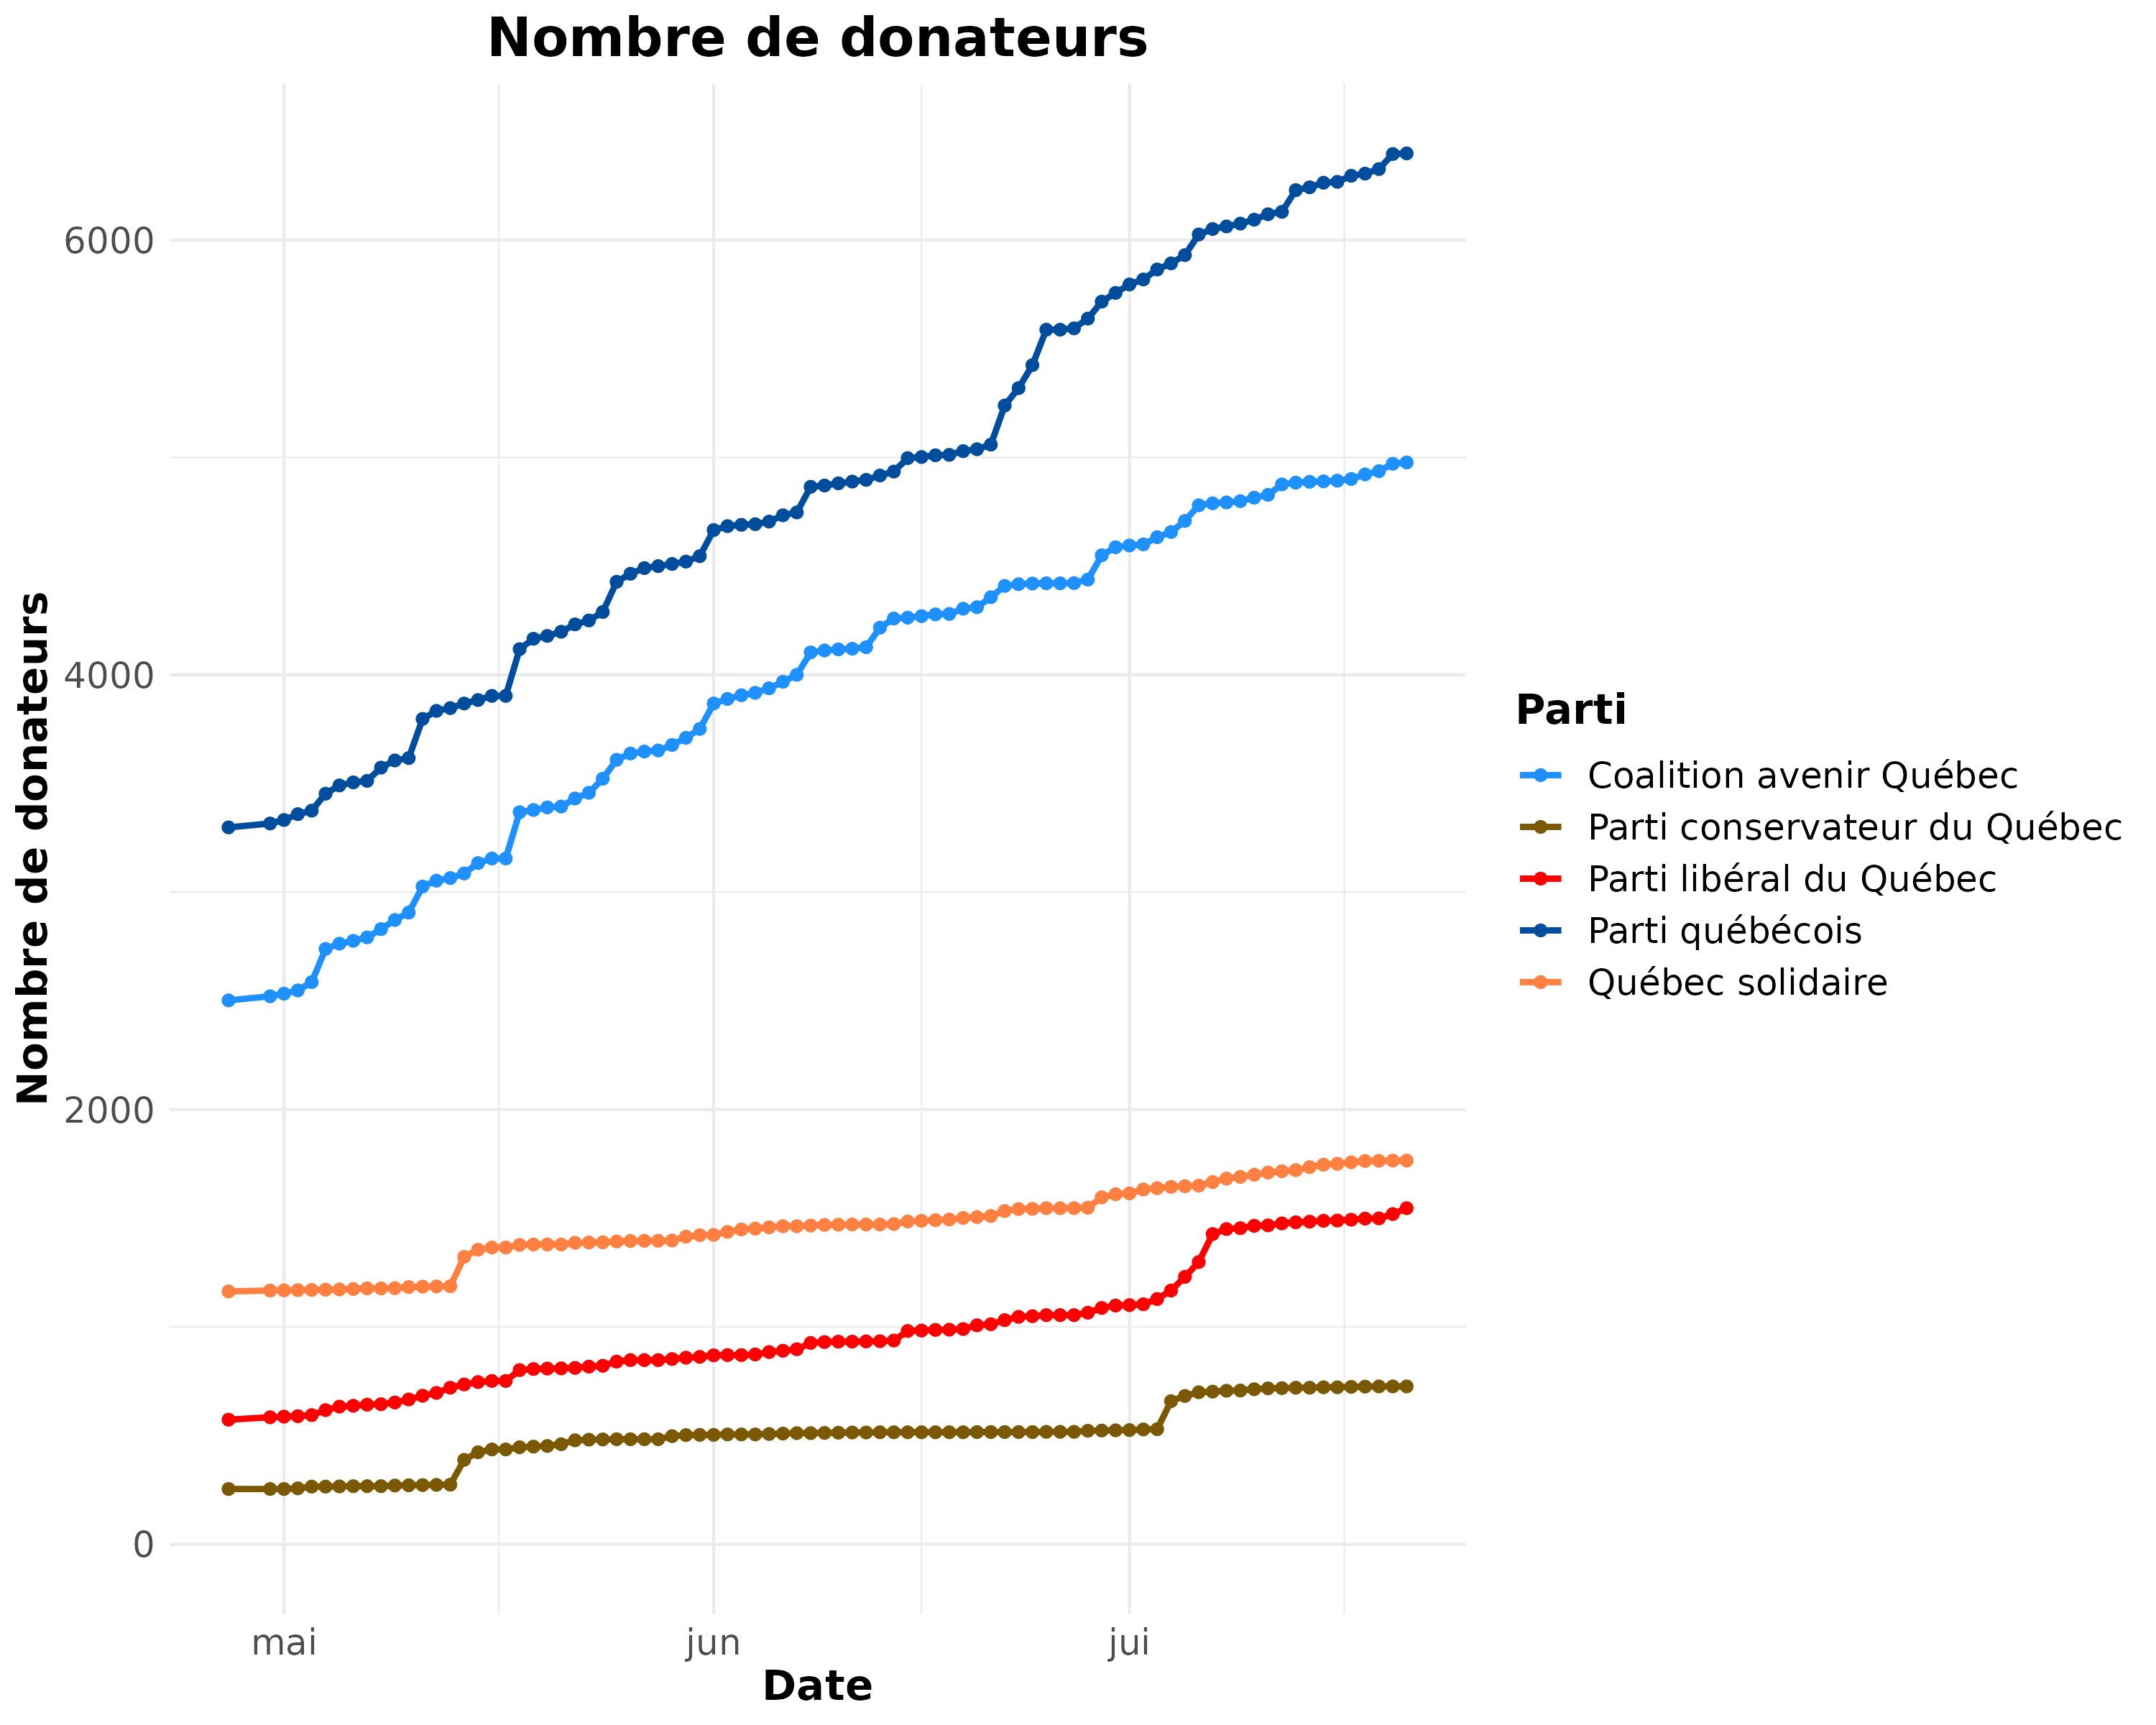 Nombre de donateurs
Nombre de donateurs
6000
4000
2000
0
mai
jun
jui
Date
Parti
Coalition avenir Québec
Parti conservateur du Québec
Parti libéral du Québec
Parti québécois
Québec solidaire